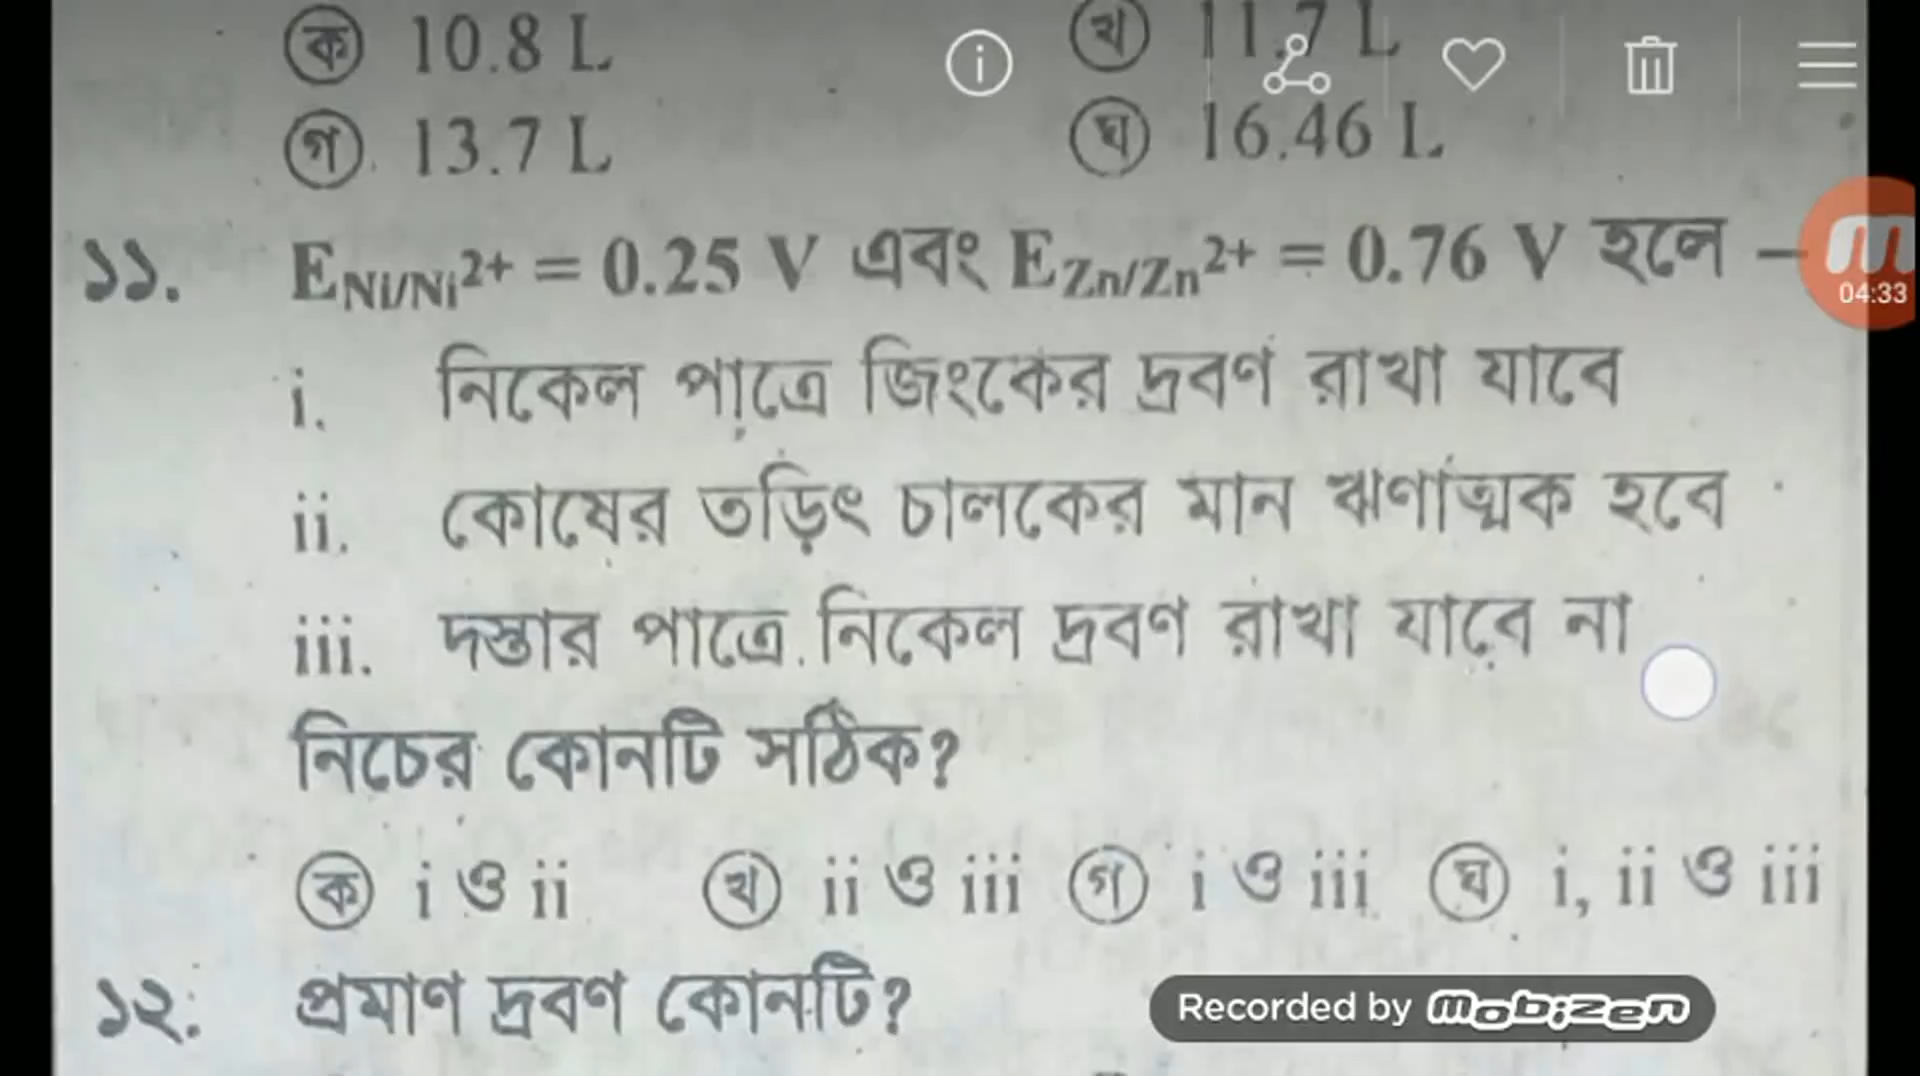 ক 10.8 L
খ 11.7 L
গ 13.7 L
ঘ 16.46 L
১১. E Ni/Ni²⁺ = 0.25 V এবং E Zn/Zn²⁺ = 0.76 V হলে –
04:33
i. নিকেল পাত্রে জিংকের দ্রবণ রাখা যাবে
ii. কোষের তড়িৎ চালকের মান ঋণাত্মক হবে
iii. দস্তার পাত্রে নিকেল দ্রবণ রাখা যাবে না
নিচের কোনটি সঠিক?
ক i ও ii খ ii ও iii গ i ও iii ঘ i, ii ও iii
১২. প্রমাণ দ্রবণ কোনটি?
Recorded by mobizen